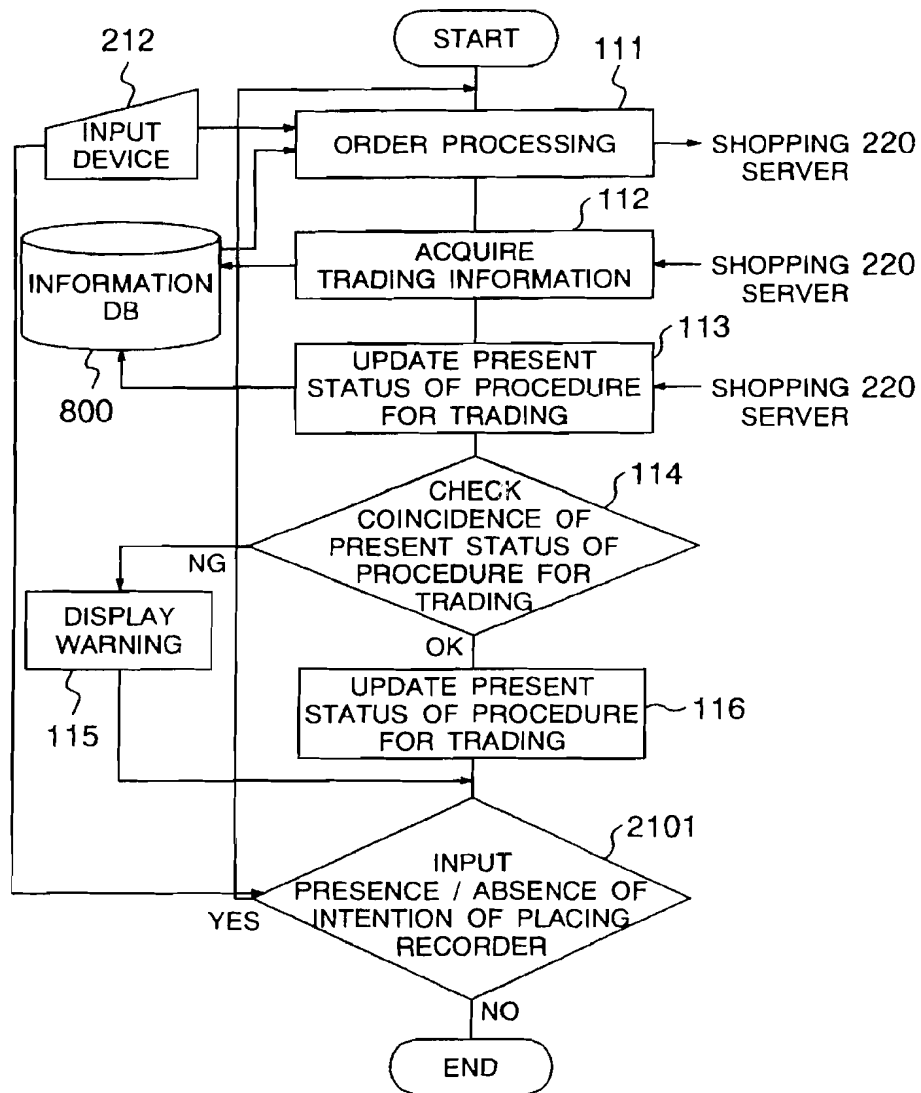 START
212
111
INPUT
DEVICE
ORDER PROCESSING
SHOPPING 220
SERVER
112
INFORMATION
DB
ACQUIRE
TRADING INFORMATION
SHOPPING 220
SERVER
800
113
UPDATE PRESENT
STATUS OF PROCEDURE
FOR TRADING
SHOPPING 220
SERVER
114
CHECK
COINCIDENCE OF
PRESENT STATUS OF
PROCEDURE FOR
TRADING
NG
OK
DISPLAY
WARNING
115
UPDATE PRESENT
STATUS OF PROCEDURE
FOR TRADING
116
2101
INPUT
PRESENCE / ABSENCE OF
INTENTION OF PLACING
RECORDER
YES
NO
END